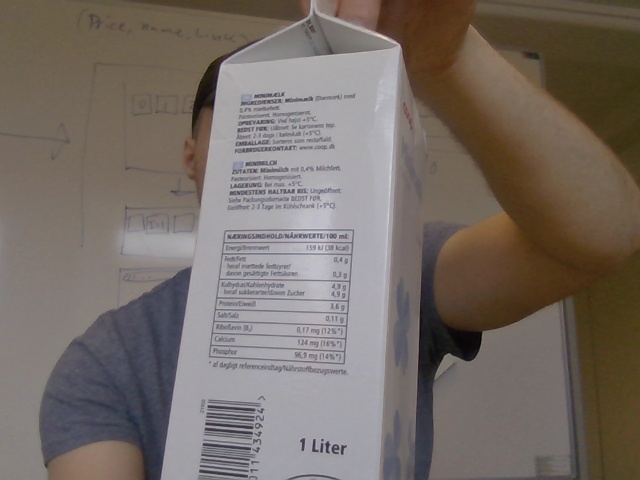 MINIMÆLK
INGREDIENSER: Minimælk (Danmark) med
0,4% mælkefedt.
Pasteuriseret. Homogeniseret.
OPBEVARING: Ved højst +5°C.
BEDST FØR: Uåbnet: Se kartonens top.
Åbnet 2-3 dage i køleskab (+5°C).
EMBALLAGE: Sorteres som restaffald.
FORBRUGERKONTAKT: www.coop.dk
MINIMILCH
ZUTATEN: Minimilch mit 0,4% Milchfett.
Pasteurisiert. Homogenisiert.
LAGERUNG: Bei max. +5°C.
MINDESTENS HALTBAR BIS: Ungeöffnet:
Siehe Packungsoberseite BEDST FØR.
Geöffnet 2-3 Tage im Kühlschrank (+5°C).
NÆRINGSINDHOLD/NÄHRWERTE/100 ml:
Energi/Brennwert 159 kJ (38 kcal)
Fedt/Fett 0,4 g
heraf mættede fedtsyrer/
davon gesättigte Fettsäuren 0,3 g
Kulhydrat/Kohlenhydrate 4,9 g
heraf sukkerarter/davon Zucker 4,9 g
Protein/Eiweiß 3,6 g
Salt/Salz 0,11 g
Riboflavin (B₂) 0,17 mg (12%*)
Calcium 124 mg (16%*)
Phosphor 96,9 mg (14%*)
* af dagligt referenceindtag/Nährstoffbezugswerte.
011434924
1 Liter